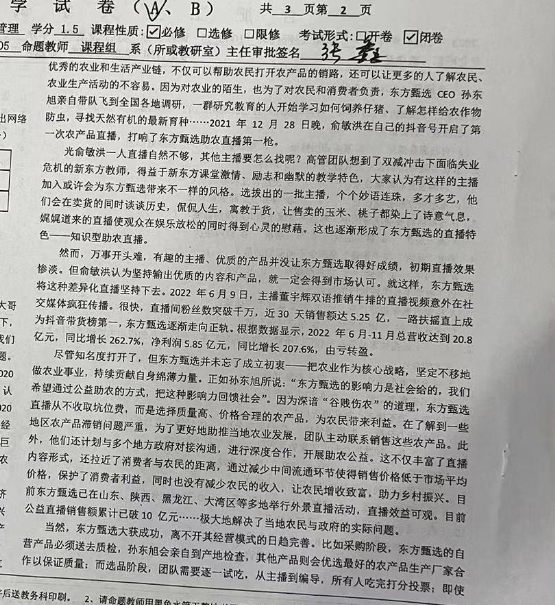 学 试 卷 (A、 B) 共 3 页第 2 页
管理 学分 1.5 课程性质:☑必修 □选修 □限修 考试形式:□开卷 ☑闭卷
05 命题教师 课程组 系(所或教研室)主任审批签名
优秀的农业和生活产业链,不仅可以帮助农民打开农产品的销路,还可以让更多的人了解农民、
农业生产活动的不容易。因为对农业的陌生,也为了对农民和消费者负责,东方甄选 CEO 孙东
旭亲自带队飞到全国各地调研,一群研究教育的人开始学习如何饲养仔猪、了解怎样给农作物
防虫,寻找天然有机的最新育种……2021 年 12 月 28 日晚,俞敏洪在自己的抖音号开启了第
一次农产品直播,打响了东方甄选助农直播第一枪。
光俞敏洪一人直播自然不够,其他主播要怎么找呢?高管团队想到了双减冲击下面临失业
危机的新东方教师,得益于新东方课堂激情、励志和幽默的教学特色,大家认为有这样的主播
加入或许会为东方甄选带来不一样的风格。选拔出的一批主播,个个妙语连珠,多才多艺,他
们会在卖货的同时谈谈历史,侃侃人生,寓教于货,让售卖的玉米、桃子都染上了诗意气息,
娓娓道来的直播使观众在娱乐放松的同时得到心灵的慰藉。这也逐渐形成了东方甄选的直播特
色——知识型助农直播。
然而,万事开头难,有趣的主播、优质的产品并没让东方甄选取得好成绩,初期直播效果
惨淡。但俞敏洪认为坚持输出优质的内容和产品,就一定会得到市场认可。就这样,东方甄选
将这种差异化直播坚持下去。2022 年 6 月 9 日,主播董宇辉双语推销牛排的直播视频意外在社
交媒体疯狂传播。很快,直播间粉丝数突破千万,近 30 天销售额达 5.25 亿,一路扶摇直上成
为抖音带货榜第一,东方甄选逐渐走向正轨。根据数据显示,2022 年 6月-11 月总营收达到 20.8
亿元,同比增长 262.7%,净利润 5.85 亿元,同比增长 207.6%,由亏转盈。
尽管知名度打开了,但东方甄选并未忘了成立初衷——把农业作为核心战略,坚定不移地
做农业事业,持续贡献自身绵薄力量。正如孙东旭所说:“东方甄选的影响力是社会给的,我们
希望通过公益助农的方式,把这种影响力回馈社会”。因为深谙“谷贱伤农”的道理,东方甄选
直播从不收取坑位费,而是选择质量高、价格合理的农产品,为农民带来利益。在了解到一些
地区农产品滞销问题严重,为了更好地助推当地农业发展,团队主动联系销售这些农产品。此
外,他们还计划与多个地方政府对接沟通,进行深度合作,开展助农公益。这不仅丰富了直播
内容形式,还拉近了消费者与农民的距离,通过减少中间流通环节使得销售价格低于市场平均
价格,保护了消费者利益,同时也没有减少农民的收入,让农民增收致富,助力乡村振兴。目
前东方甄选已在山东、陕西、黑龙江、大湾区等多地举行外景直播活动,直播效益可观。目前
公益直播销售额累计已破 10 亿元……极大地解决了当地农民与政府的实际问题。
当然,东方甄选大获成功,离不开其经营模式的日趋完善。比如采购阶段,东方甄选的自
营产品必须送去质检,孙东旭会亲自到产地检查,其他产品则会优选最好的农产品生产厂家合
作以保证质量;而选品阶段,团队需要逐一试吃,从主播到编导,所有人吃完打分投票;即使
后送教务科印刷。 2、请命题教师用黑色水笔